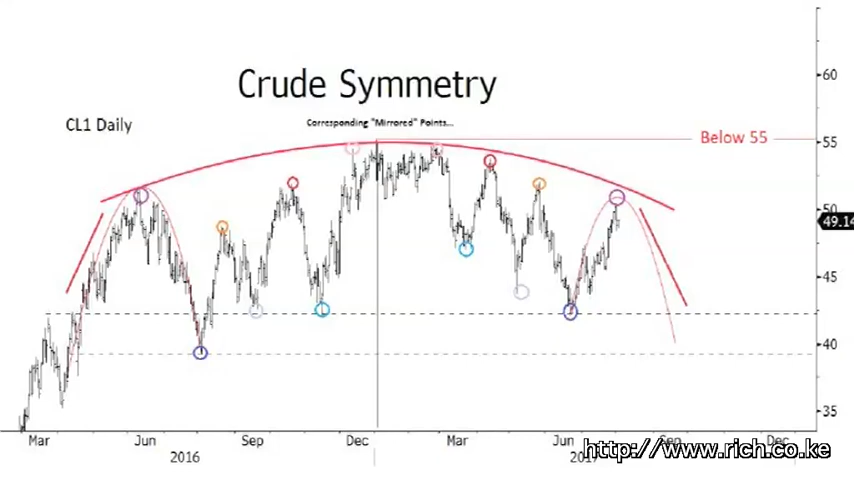 Crude Symmetry
Corresponding "Mirrored" Points...
CL1 Daily
Below 55
60
55
50
49.14
45
40
35
Mar Jun Sep Dec Mar Jun Sep Dec
2016 2017
http://www.rich.co.ke